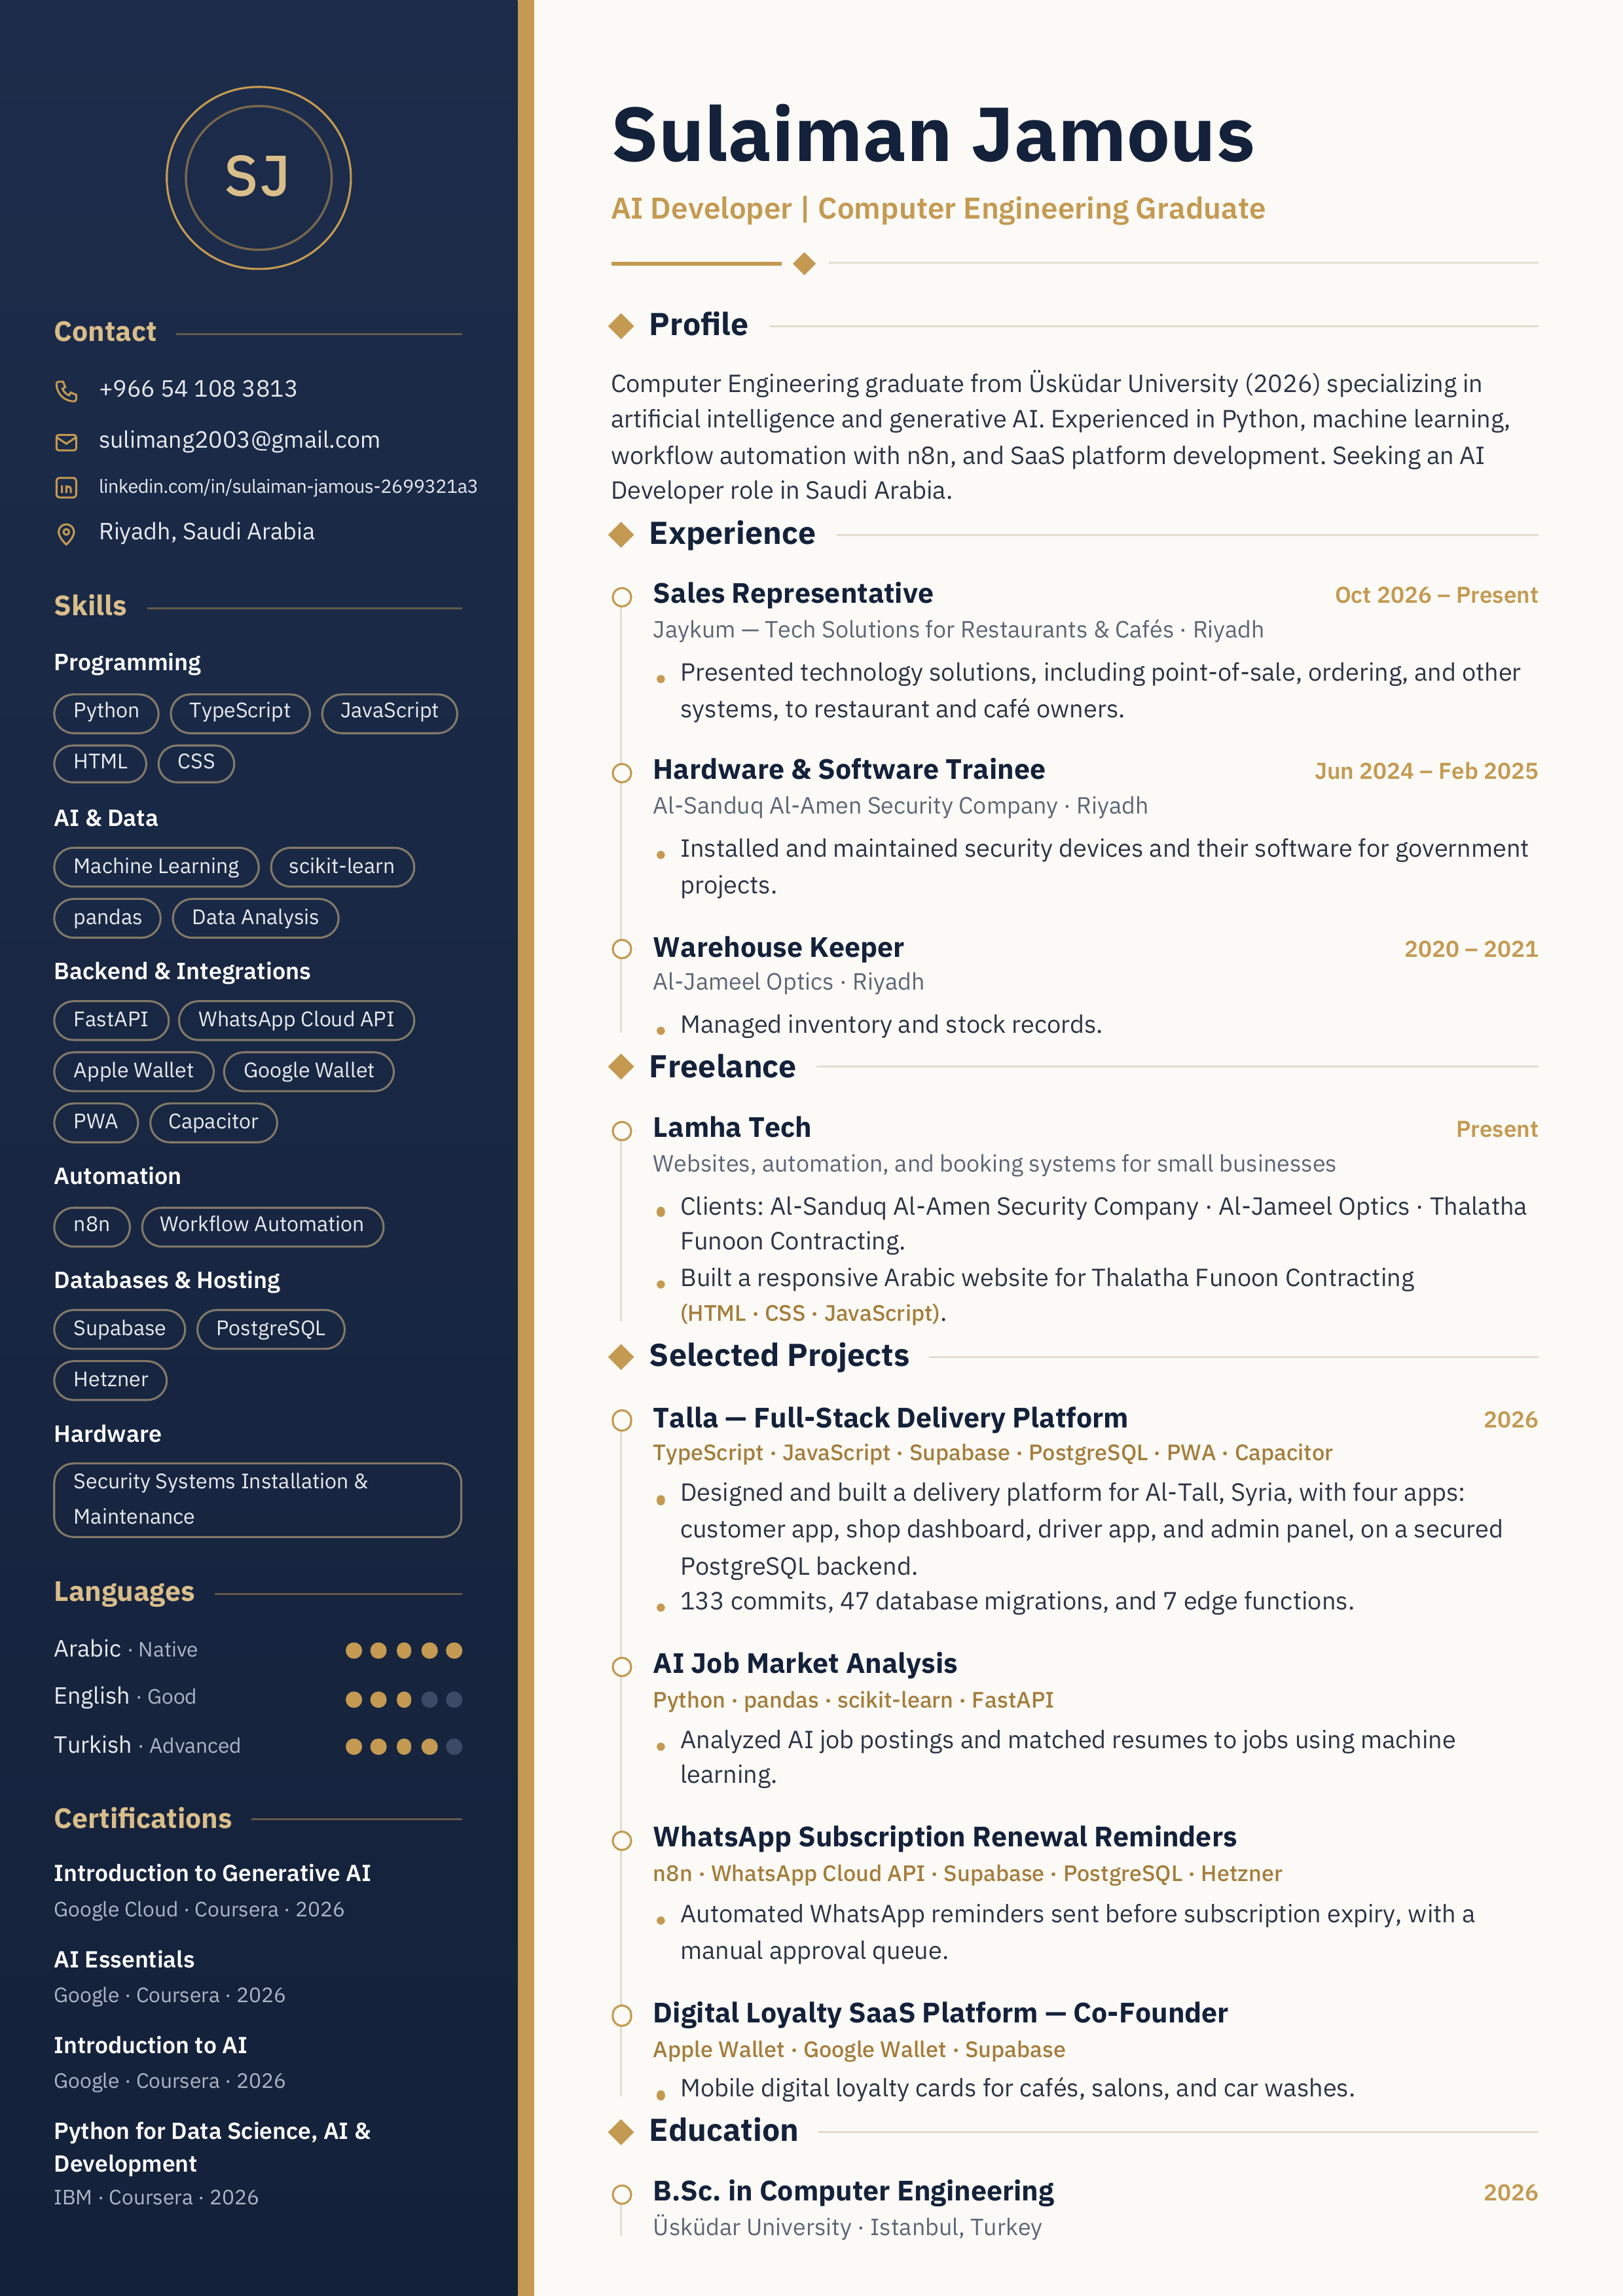 SJ
Contact
+966 54 108 3813
sulimang2003@gmail.com
linkedin.com/in/sulaiman-jamous-2699321a3
Riyadh, Saudi Arabia
Skills
Programming
Python TypeScript JavaScript
HTML CSS
AI & Data
Machine Learning scikit-learn
pandas Data Analysis
Backend & Integrations
FastAPI WhatsApp Cloud API
Apple Wallet Google Wallet
PWA Capacitor
Automation
n8n Workflow Automation
Databases & Hosting
Supabase PostgreSQL
Hetzner
Hardware
Security Systems Installation &
Maintenance
Languages
Arabic · Native
English · Good
Turkish · Advanced
Certifications
Introduction to Generative AI
Google Cloud · Coursera · 2026
AI Essentials
Google · Coursera · 2026
Introduction to AI
Google · Coursera · 2026
Python for Data Science, AI &
Development
IBM · Coursera · 2026
Sulaiman Jamous
AI Developer | Computer Engineering Graduate
Profile
Computer Engineering graduate from Üsküdar University (2026) specializing in
artificial intelligence and generative AI. Experienced in Python, machine learning,
workflow automation with n8n, and SaaS platform development. Seeking an AI
Developer role in Saudi Arabia.
Experience
Sales Representative Oct 2026 – Present
Jaykum — Tech Solutions for Restaurants & Cafés · Riyadh
• Presented technology solutions, including point-of-sale, ordering, and other
systems, to restaurant and café owners.
Hardware & Software Trainee Jun 2024 – Feb 2025
Al-Sanduq Al-Amen Security Company · Riyadh
• Installed and maintained security devices and their software for government
projects.
Warehouse Keeper 2020 – 2021
Al-Jameel Optics · Riyadh
• Managed inventory and stock records.
Freelance
Lamha Tech Present
Websites, automation, and booking systems for small businesses
• Clients: Al-Sanduq Al-Amen Security Company · Al-Jameel Optics · Thalatha
Funoon Contracting.
• Built a responsive Arabic website for Thalatha Funoon Contracting
(HTML · CSS · JavaScript).
Selected Projects
Talla — Full-Stack Delivery Platform 2026
TypeScript · JavaScript · Supabase · PostgreSQL · PWA · Capacitor
• Designed and built a delivery platform for Al-Tall, Syria, with four apps:
customer app, shop dashboard, driver app, and admin panel, on a secured
PostgreSQL backend.
• 133 commits, 47 database migrations, and 7 edge functions.
AI Job Market Analysis
Python · pandas · scikit-learn · FastAPI
• Analyzed AI job postings and matched resumes to jobs using machine
learning.
WhatsApp Subscription Renewal Reminders
n8n · WhatsApp Cloud API · Supabase · PostgreSQL · Hetzner
• Automated WhatsApp reminders sent before subscription expiry, with a
manual approval queue.
Digital Loyalty SaaS Platform — Co-Founder
Apple Wallet · Google Wallet · Supabase
• Mobile digital loyalty cards for cafés, salons, and car washes.
Education
B.Sc. in Computer Engineering 2026
Üsküdar University · Istanbul, Turkey